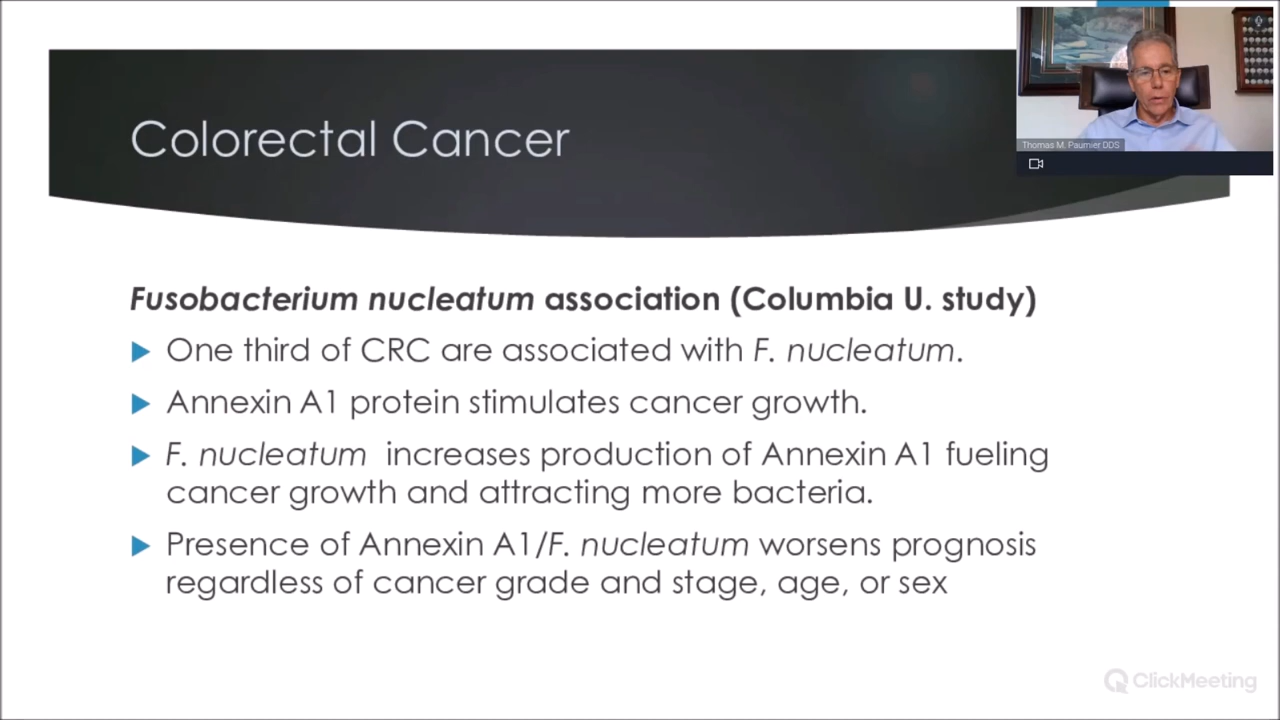 Colorectal Cancer
Thomas M. Paumier DDS
Fusobacterium nucleatum association (Columbia U. study)
One third of CRC are associated with F. nucleatum.
Annexin A1 protein stimulates cancer growth.
F. nucleatum increases production of Annexin A1 fueling
cancer growth and attracting more bacteria.
Presence of Annexin A1/F. nucleatum worsens prognosis
regardless of cancer grade and stage, age, or sex
ClickMeeting